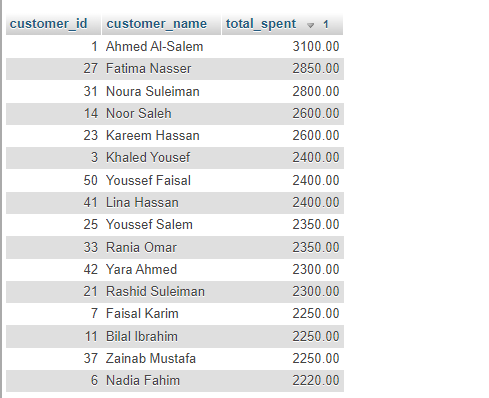 customer_id customer_name total_spent 1
1 Ahmed Al-Salem 3100.00
27 Fatima Nasser 2850.00
31 Noura Suleiman 2800.00
14 Noor Saleh 2600.00
23 Kareem Hassan 2600.00
3 Khaled Yousef 2400.00
50 Youssef Faisal 2400.00
41 Lina Hassan 2400.00
25 Youssef Salem 2350.00
33 Rania Omar 2350.00
42 Yara Ahmed 2300.00
21 Rashid Suleiman 2300.00
7 Faisal Karim 2250.00
11 Bilal Ibrahim 2250.00
37 Zainab Mustafa 2250.00
6 Nadia Fahim 2220.00